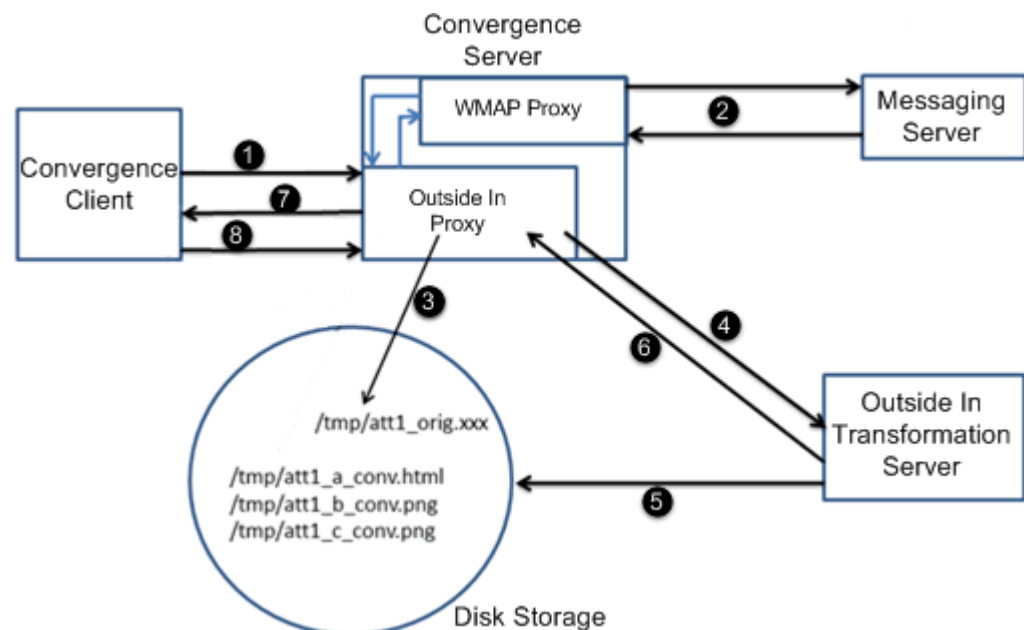 Convergence
Server
WMAP Proxy
Messaging
Server
2
Convergence
Client
1
7
8
Outside In
Proxy
3
4
6
Outside In
Transformation
Server
5
/tmp/att1_orig.xxx
/tmp/att1_a_conv.html
/tmp/att1_b_conv.png
/tmp/att1_c_conv.png
Disk Storage